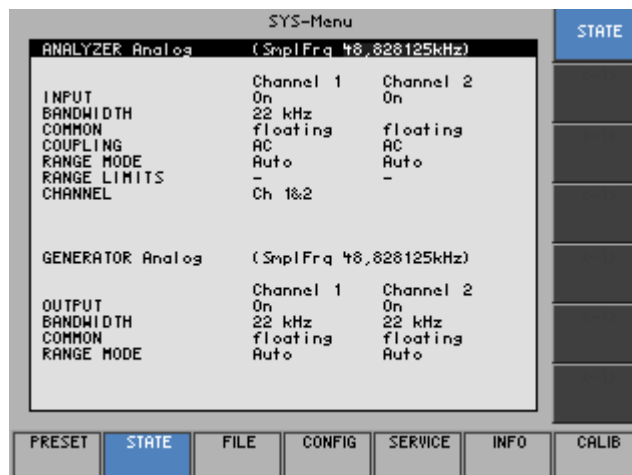 SYS-Menu
STATE
ANALYZER Analog (SmplFrq 48,828125kHz)
Channel 1 Channel 2
INPUT On On
BANDWIDTH 22 kHz
COMMON floating floating
COUPLING AC AC
RANGE MODE Auto Auto
RANGE LIMITS - -
CHANNEL Ch 1&2
GENERATOR Analog (SmplFrq 48,828125kHz)
Channel 1 Channel 2
OUTPUT On On
BANDWIDTH 22 kHz 22 kHz
COMMON floating floating
RANGE MODE Auto Auto
PRESET STATE FILE CONFIG SERVICE INFO CALIB